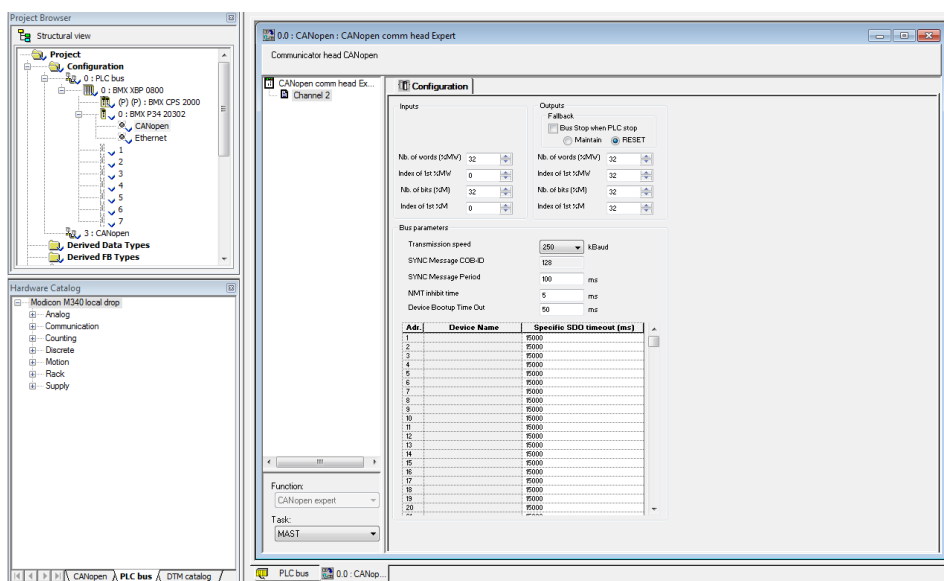 Project Browser
Structural view
Project
Configuration
0 : PLC bus
0 : BMX XBP 0800
(P) (P) : BMX CPS 2000
0 : BMX P34 20302
CANopen
Ethernet
1
2
3
4
5
6
7
3 : CANopen
Derived Data Types
Derived FB Types
Hardware Catalog
Modicon M340 local drop
Analog
Communication
Counting
Discrete
Motion
Rack
Supply
CANopen PLC bus DTM catalog
0.0 : CANopen : CANopen comm head Expert
Communicator head CANopen
CANopen comm head Ex...
Channel 2
Function:
CANopen expert
Task:
MAST
Configuration
Inputs
Nb. of words (%MW) 32
Index of 1st %MW 0
Nb. of bits (%M) 32
Index of 1st %M 0
Outputs
Fallback
Bus Stop when PLC stop
Maintain RESET
Nb. of words (%MW) 32
Index of 1st %MW 32
Nb. of bits (%M) 32
Index of 1st %M 32
Bus parameters
Transmission speed 250 kBaud
SYNC Message COB-ID 128
SYNC Message Period 100 ms
NMT inhibit time 5 ms
Device Bootup Time Out 50 ms
Adr. Device Name Specific SDO timeout (ms)
1 15000
2 15000
3 15000
4 15000
5 15000
6 15000
7 15000
8 15000
9 15000
10 15000
11 15000
12 15000
13 15000
14 15000
15 15000
16 15000
17 15000
18 15000
19 15000
20 15000
PLC bus 0.0 : CANop...